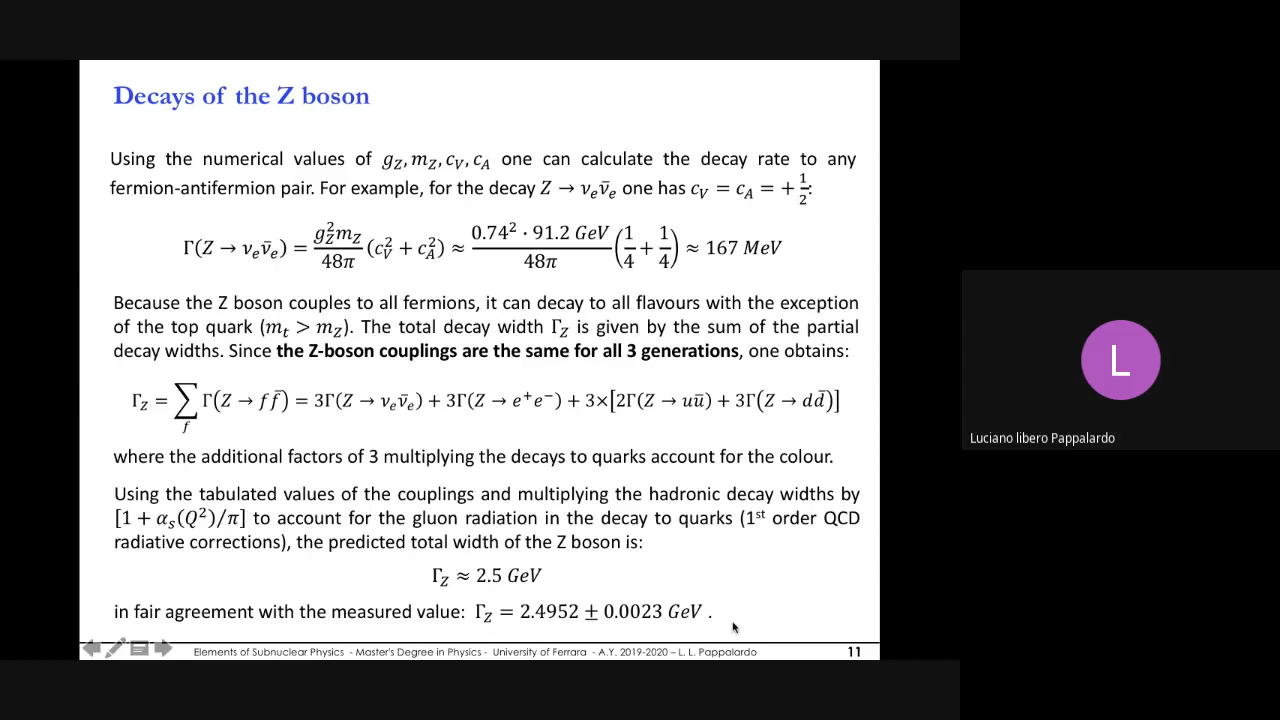 Decays of the Z boson
Using the numerical values of g_Z, m_Z, c_V, c_A one can calculate the decay rate to any
fermion-antifermion pair. For example, for the decay Z → ν_e ν̄_e one has c_V = c_A = + 1/2:
Γ(Z → ν_e ν̄_e) = g_Z² m_Z / 48π (c_V² + c_A²) ≈ 0.74² · 91.2 GeV / 48π (1/4 + 1/4) ≈ 167 MeV
Because the Z boson couples to all fermions, it can decay to all flavours with the exception
of the top quark (m_t > m_Z). The total decay width Γ_Z is given by the sum of the partial
decay widths. Since the Z-boson couplings are the same for all 3 generations, one obtains:
Γ_Z = ∑_f Γ(Z → f f̄) = 3Γ(Z → ν_e ν̄_e) + 3Γ(Z → e⁺e⁻) + 3×[2Γ(Z → uū) + 3Γ(Z → dd̄)]
where the additional factors of 3 multiplying the decays to quarks account for the colour.
Using the tabulated values of the couplings and multiplying the hadronic decay widths by
[1 + α_s(Q²)/π] to account for the gluon radiation in the decay to quarks (1st order QCD
radiative corrections), the predicted total width of the Z boson is:
Γ_Z ≈ 2.5 GeV
in fair agreement with the measured value: Γ_Z = 2.4952 ± 0.0023 GeV .
Elements of Subnuclear Physics - Master's Degree in Physics - University of Ferrara - A.Y. 2019-2020 – L. L. Pappalardo
11
L
Luciano libero Pappalardo